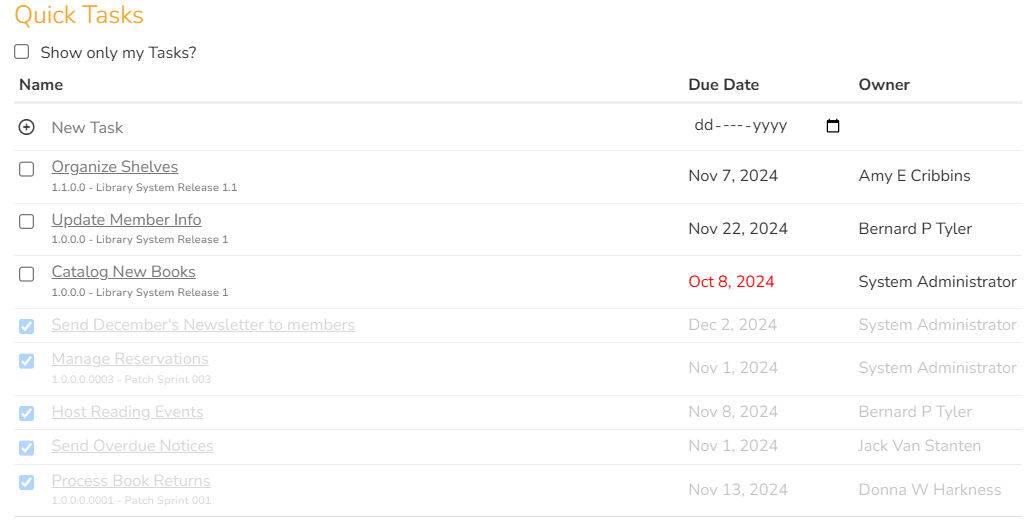 Quick Tasks
Show only my Tasks?
Name Due Date Owner
New Task dd-----yyyy
Organize Shelves
1.1.0.0 - Library System Release 1.1
Nov 7, 2024 Amy E Cribbins
Update Member Info
1.0.0.0 - Library System Release 1
Nov 22, 2024 Bernard P Tyler
Catalog New Books
1.0.0.0 - Library System Release 1
Oct 8, 2024 System Administrator
Send December's Newsletter to members Dec 2, 2024 System Administrator
Manage Reservations
1.0.0.0.0003 - Patch Sprint 003
Nov 1, 2024 System Administrator
Host Reading Events Nov 8, 2024 Bernard P Tyler
Send Overdue Notices Nov 1, 2024 Jack Van Stanten
Process Book Returns
1.0.0.0.0001 - Patch Sprint 001
Nov 13, 2024 Donna W Harkness